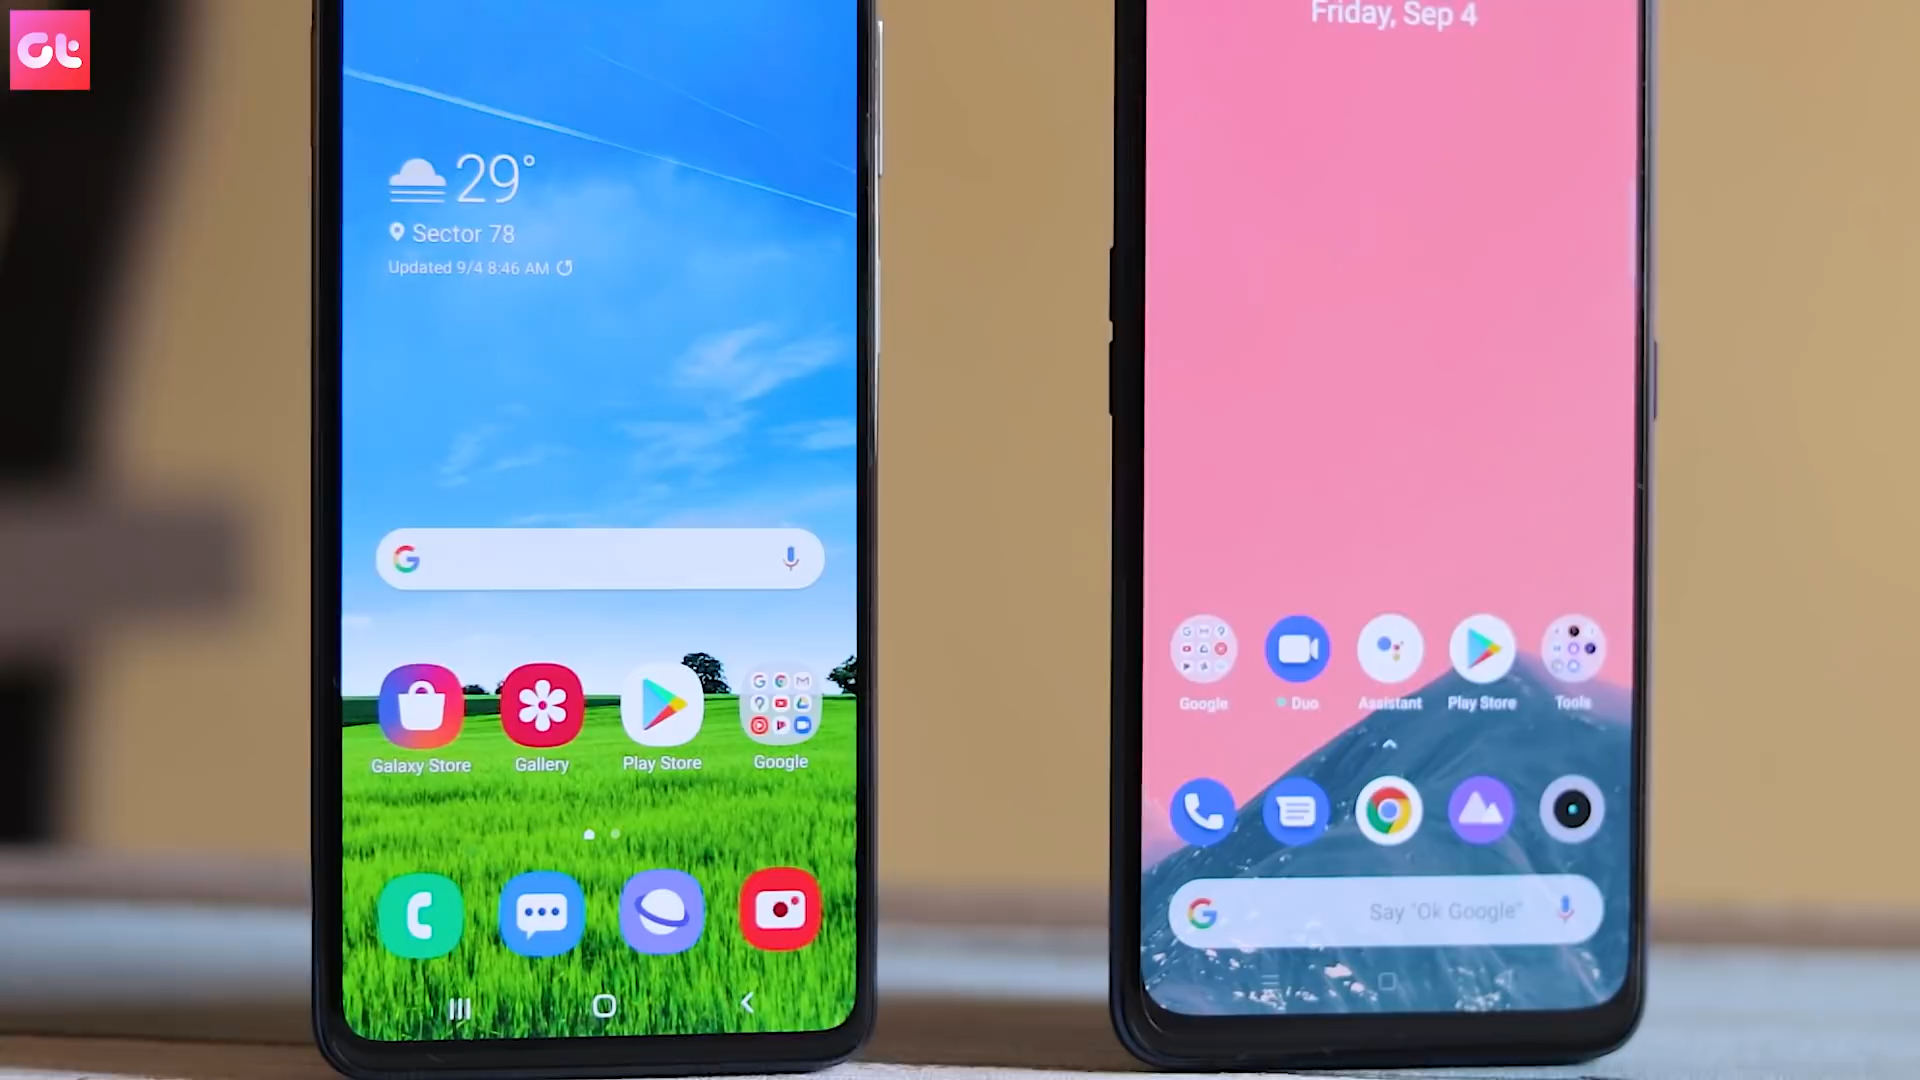 Gt
Friday, Sep 4
29°
Sector 78
Updated 9/4 8:46 AM
Galaxy Store
Gallery
Play Store
Google
Google
Duo
Assistant
Play Store
Tools
Say "Ok Google"